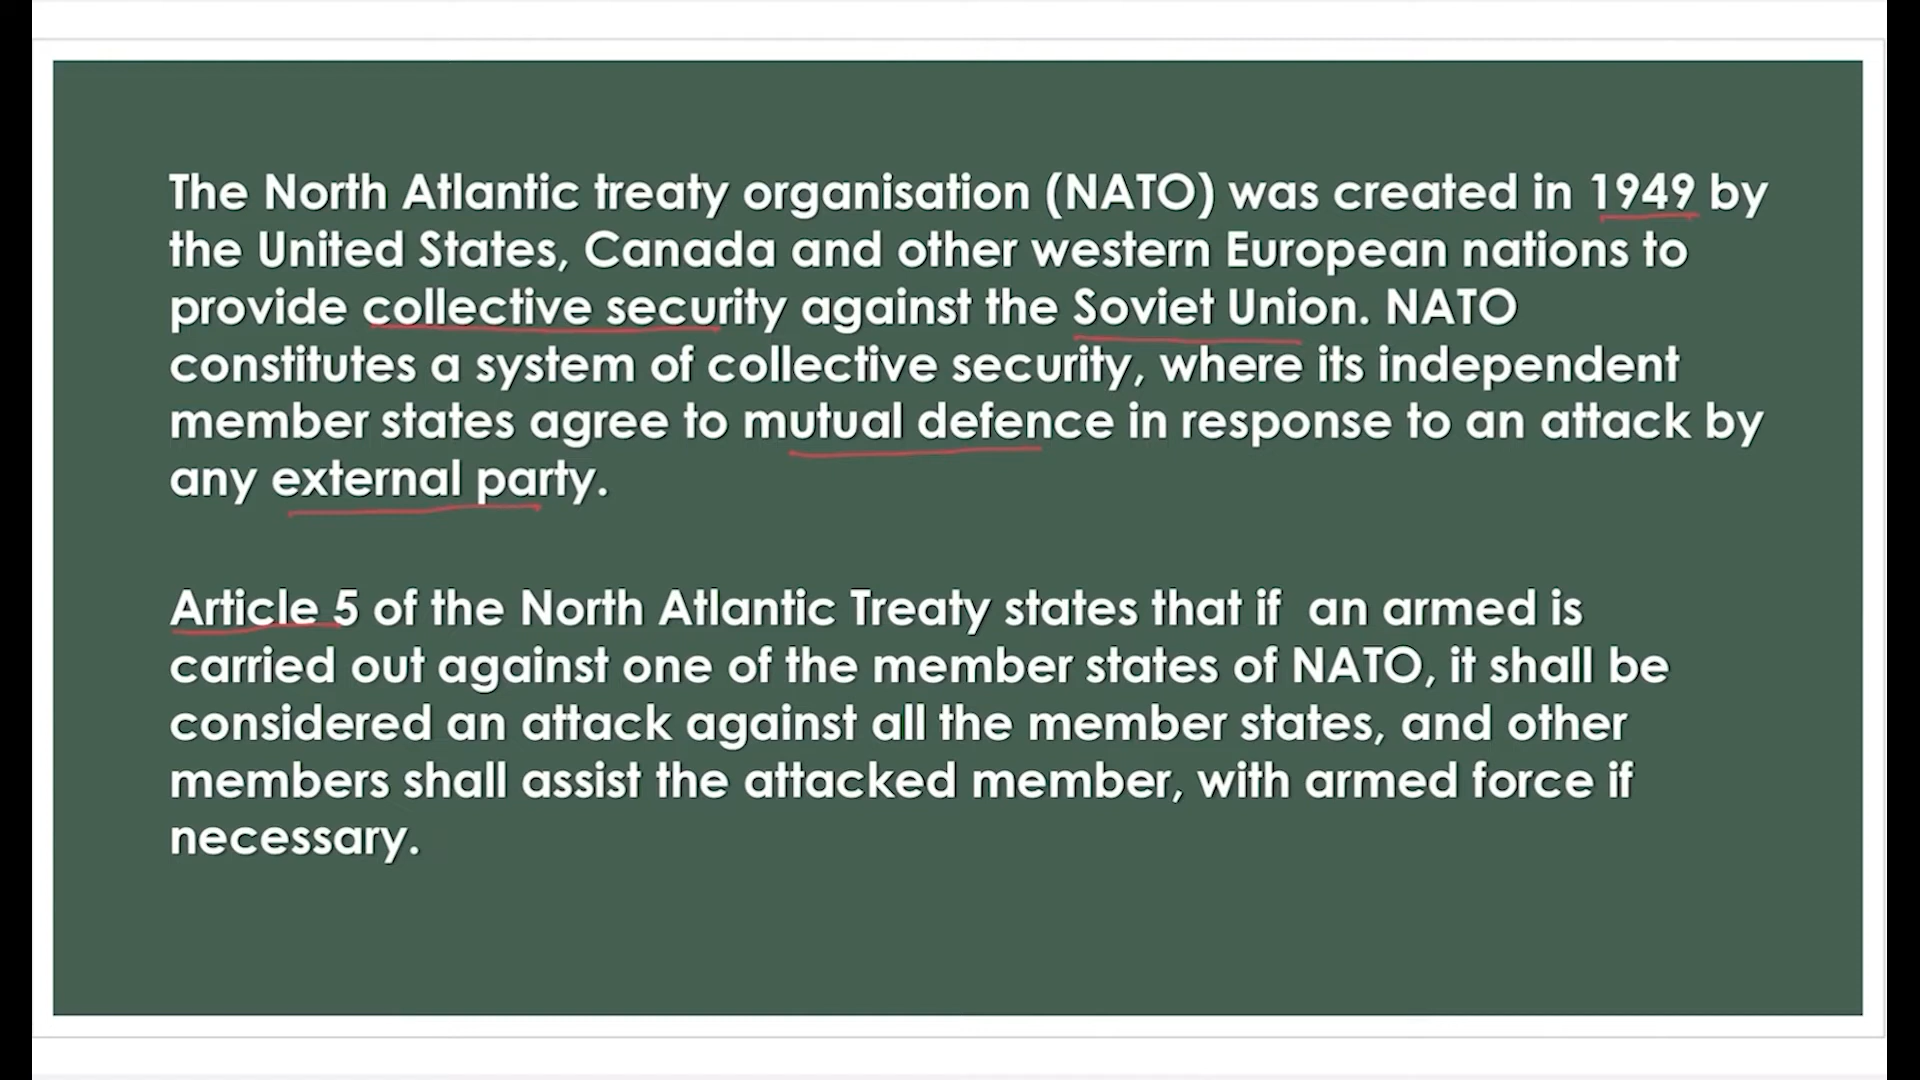 The North Atlantic treaty organisation (NATO) was created in 1949 by
the United States, Canada and other western European nations to
provide collective security against the Soviet Union. NATO
constitutes a system of collective security, where its independent
member states agree to mutual defence in response to an attack by
any external party.
Article 5 of the North Atlantic Treaty states that if  an armed is
carried out against one of the member states of NATO, it shall be
considered an attack against all the member states, and other
members shall assist the attacked member, with armed force if
necessary.